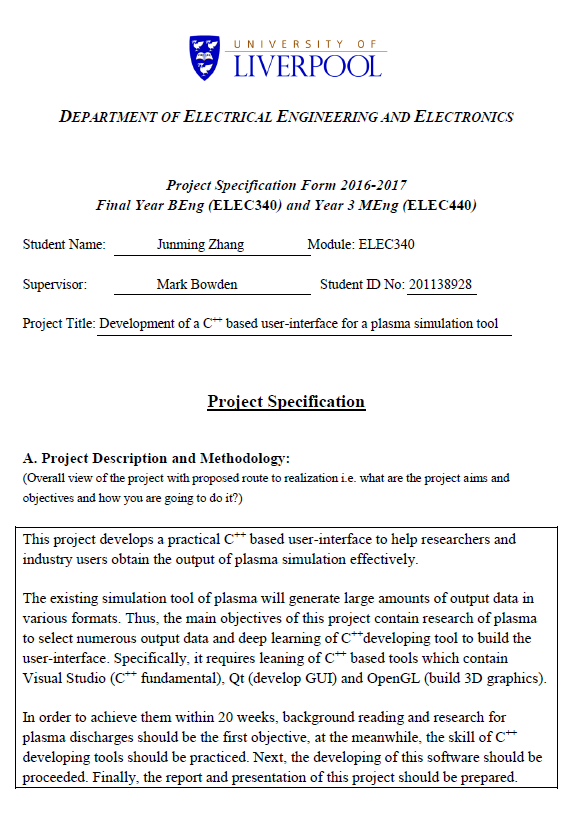 UNIVERSITY OF
LIVERPOOL
DEPARTMENT OF ELECTRICAL ENGINEERING AND ELECTRONICS
Project Specification Form 2016-2017
Final Year BEng (ELEC340) and Year 3 MEng (ELEC440)
Student Name: Junming Zhang Module: ELEC340
Supervisor: Mark Bowden Student ID No: 201138928
Project Title: Development of a C++ based user-interface for a plasma simulation tool
Project Specification
A. Project Description and Methodology:
(Overall view of the project with proposed route to realization i.e. what are the project aims and
objectives and how you are going to do it?)
This project develops a practical C++ based user-interface to help researchers and
industry users obtain the output of plasma simulation effectively.
The existing simulation tool of plasma will generate large amounts of output data in
various formats. Thus, the main objectives of this project contain research of plasma
to select numerous output data and deep learning of C++developing tool to build the
user-interface. Specifically, it requires leaning of C++ based tools which contain
Visual Studio (C++ fundamental), Qt (develop GUI) and OpenGL (build 3D graphics).
In order to achieve them within 20 weeks, background reading and research for
plasma discharges should be the first objective, at the meanwhile, the skill of C++
developing tools should be practiced. Next, the developing of this software should be
proceeded. Finally, the report and presentation of this project should be prepared.